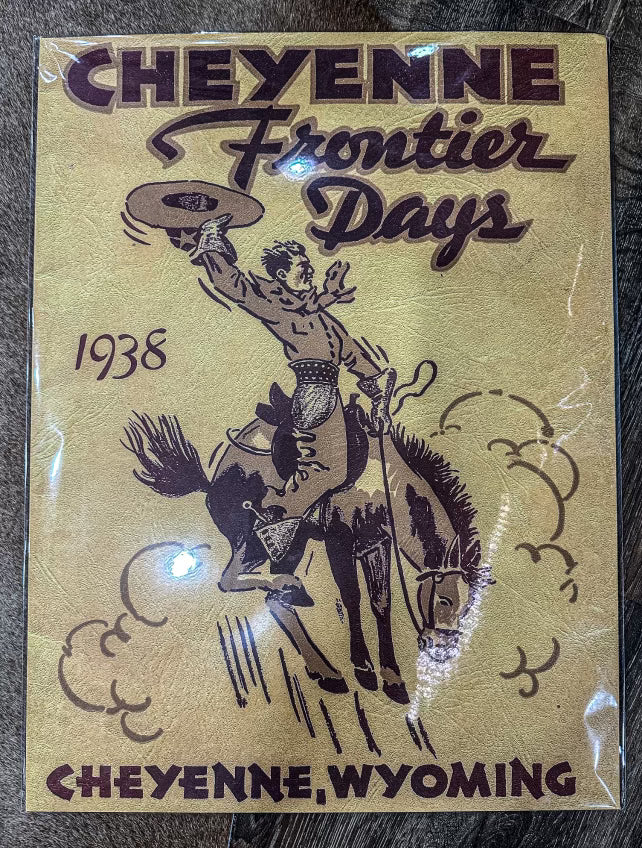 CHEYENNE
Frontier
Days
1938
CHEYENNE, WYOMING